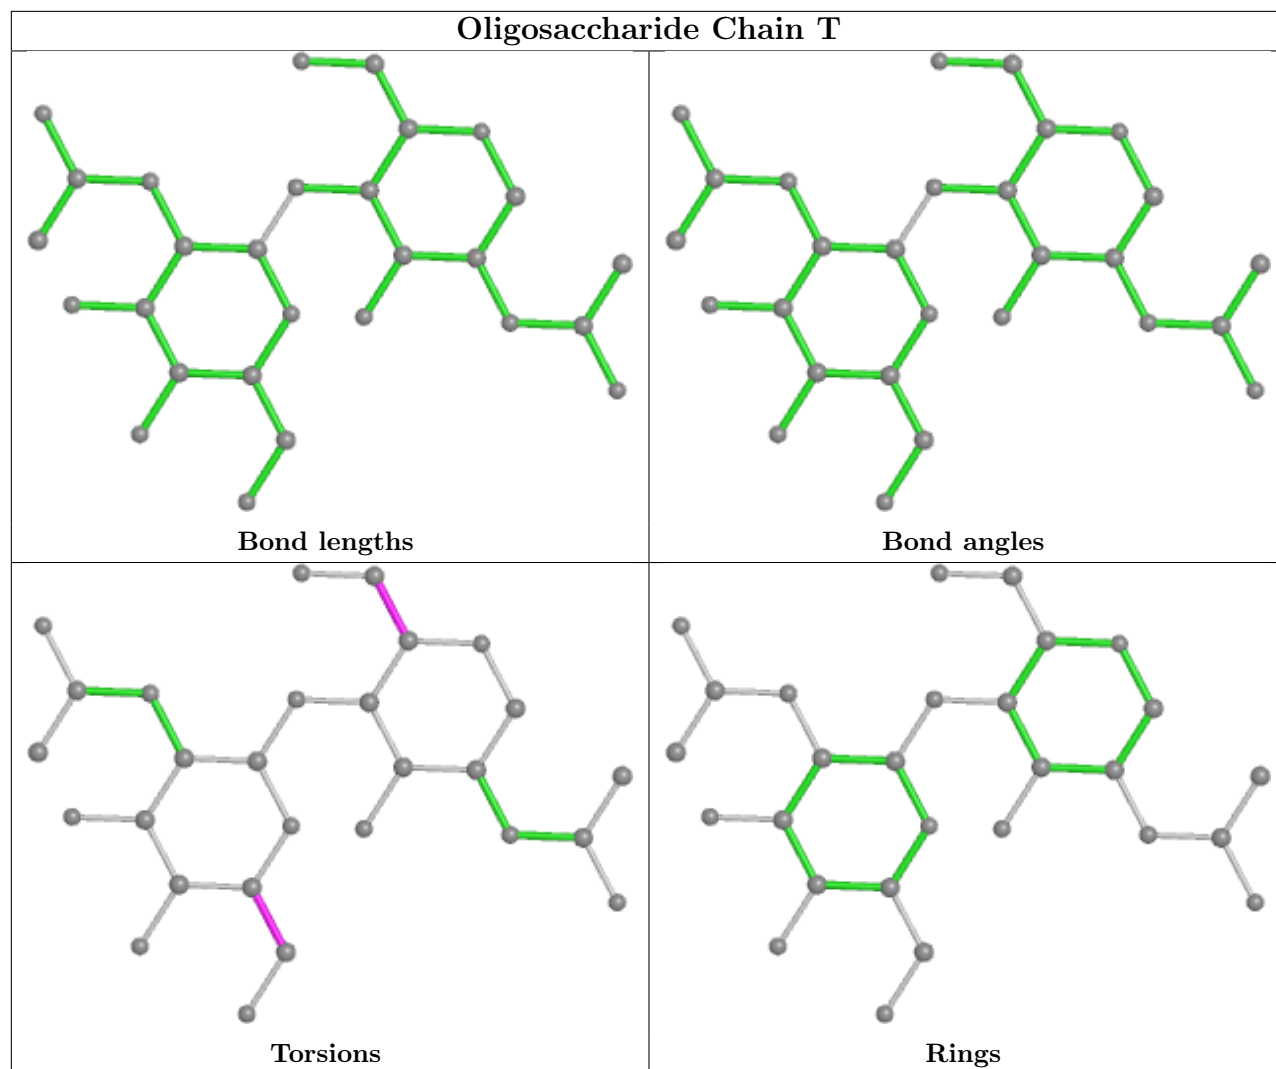 Oligosaccharide Chain T
Bond lengths
Bond angles
Torsions
Rings